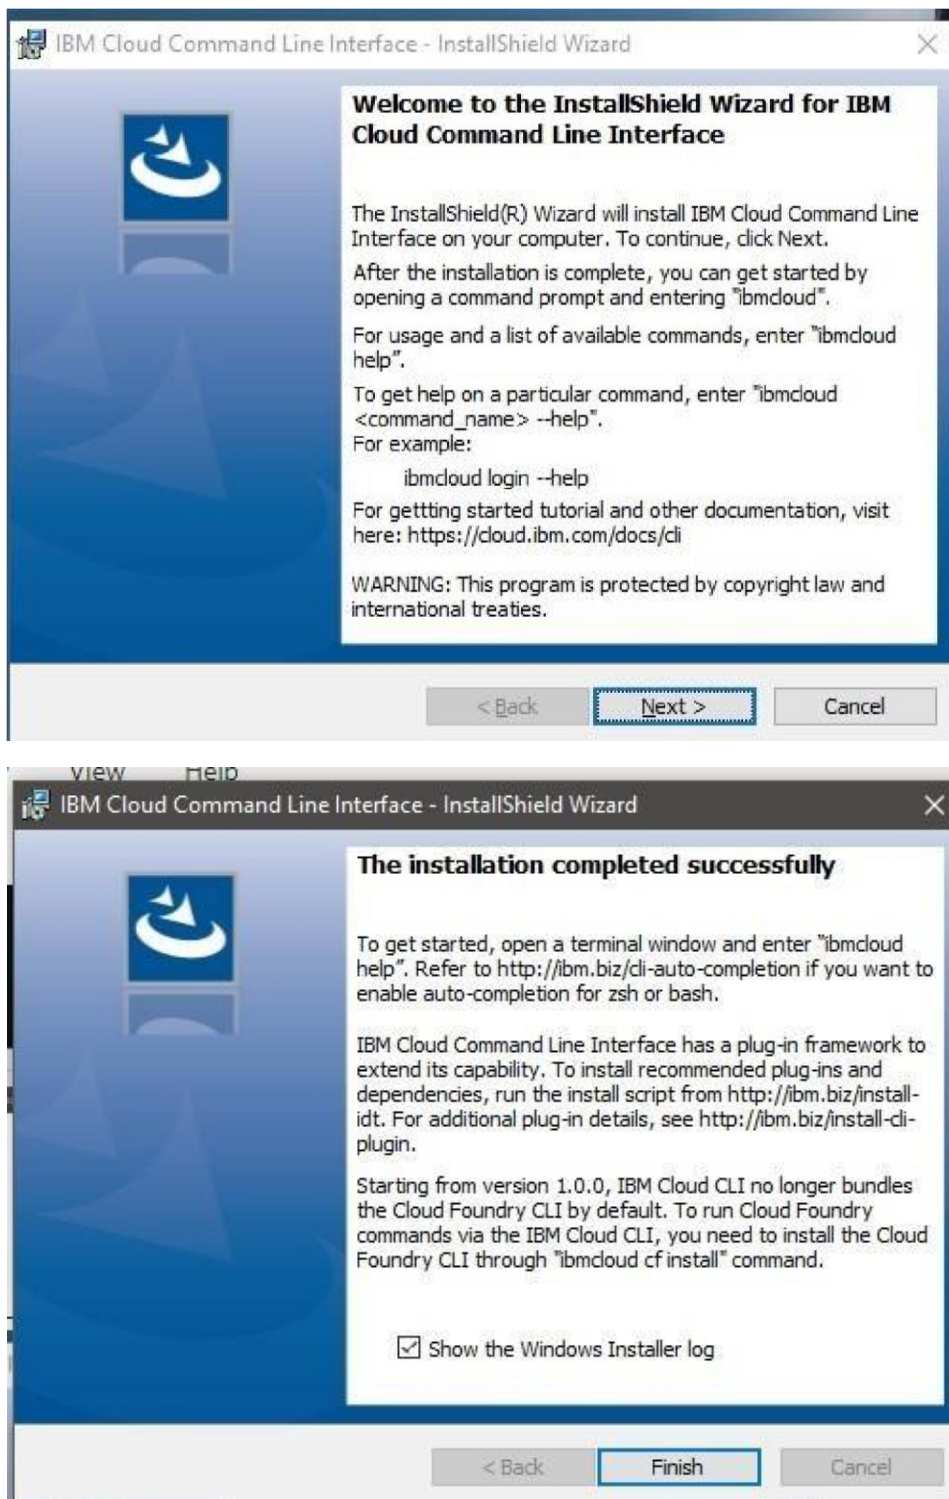 IBM Cloud Command Line Interface - InstallShield Wizard
Welcome to the InstallShield Wizard for IBM
Cloud Command Line Interface
The InstallShield(R) Wizard will install IBM Cloud Command Line
Interface on your computer. To continue, click Next.
After the installation is complete, you can get started by
opening a command prompt and entering "ibmcloud".
For usage and a list of available commands, enter "ibmcloud
help".
To get help on a particular command, enter "ibmcloud
<command_name> --help".
For example:
ibmcloud login --help
For gettting started tutorial and other documentation, visit
here: https://cloud.ibm.com/docs/cli
WARNING: This program is protected by copyright law and
international treaties.
< Back Next > Cancel
View Help
IBM Cloud Command Line Interface - InstallShield Wizard
The installation completed successfully
To get started, open a terminal window and enter "ibmcloud
help". Refer to http://ibm.biz/cli-auto-completion if you want to
enable auto-completion for zsh or bash.
IBM Cloud Command Line Interface has a plug-in framework to
extend its capability. To install recommended plug-ins and
dependencies, run the install script from http://ibm.biz/install-
idt. For additional plug-in details, see http://ibm.biz/install-cli-
plugin.
Starting from version 1.0.0, IBM Cloud CLI no longer bundles
the Cloud Foundry CLI by default. To run Cloud Foundry
commands via the IBM Cloud CLI, you need to install the Cloud
Foundry CLI through "ibmcloud cf install" command.
Show the Windows Installer log
< Back Finish Cancel